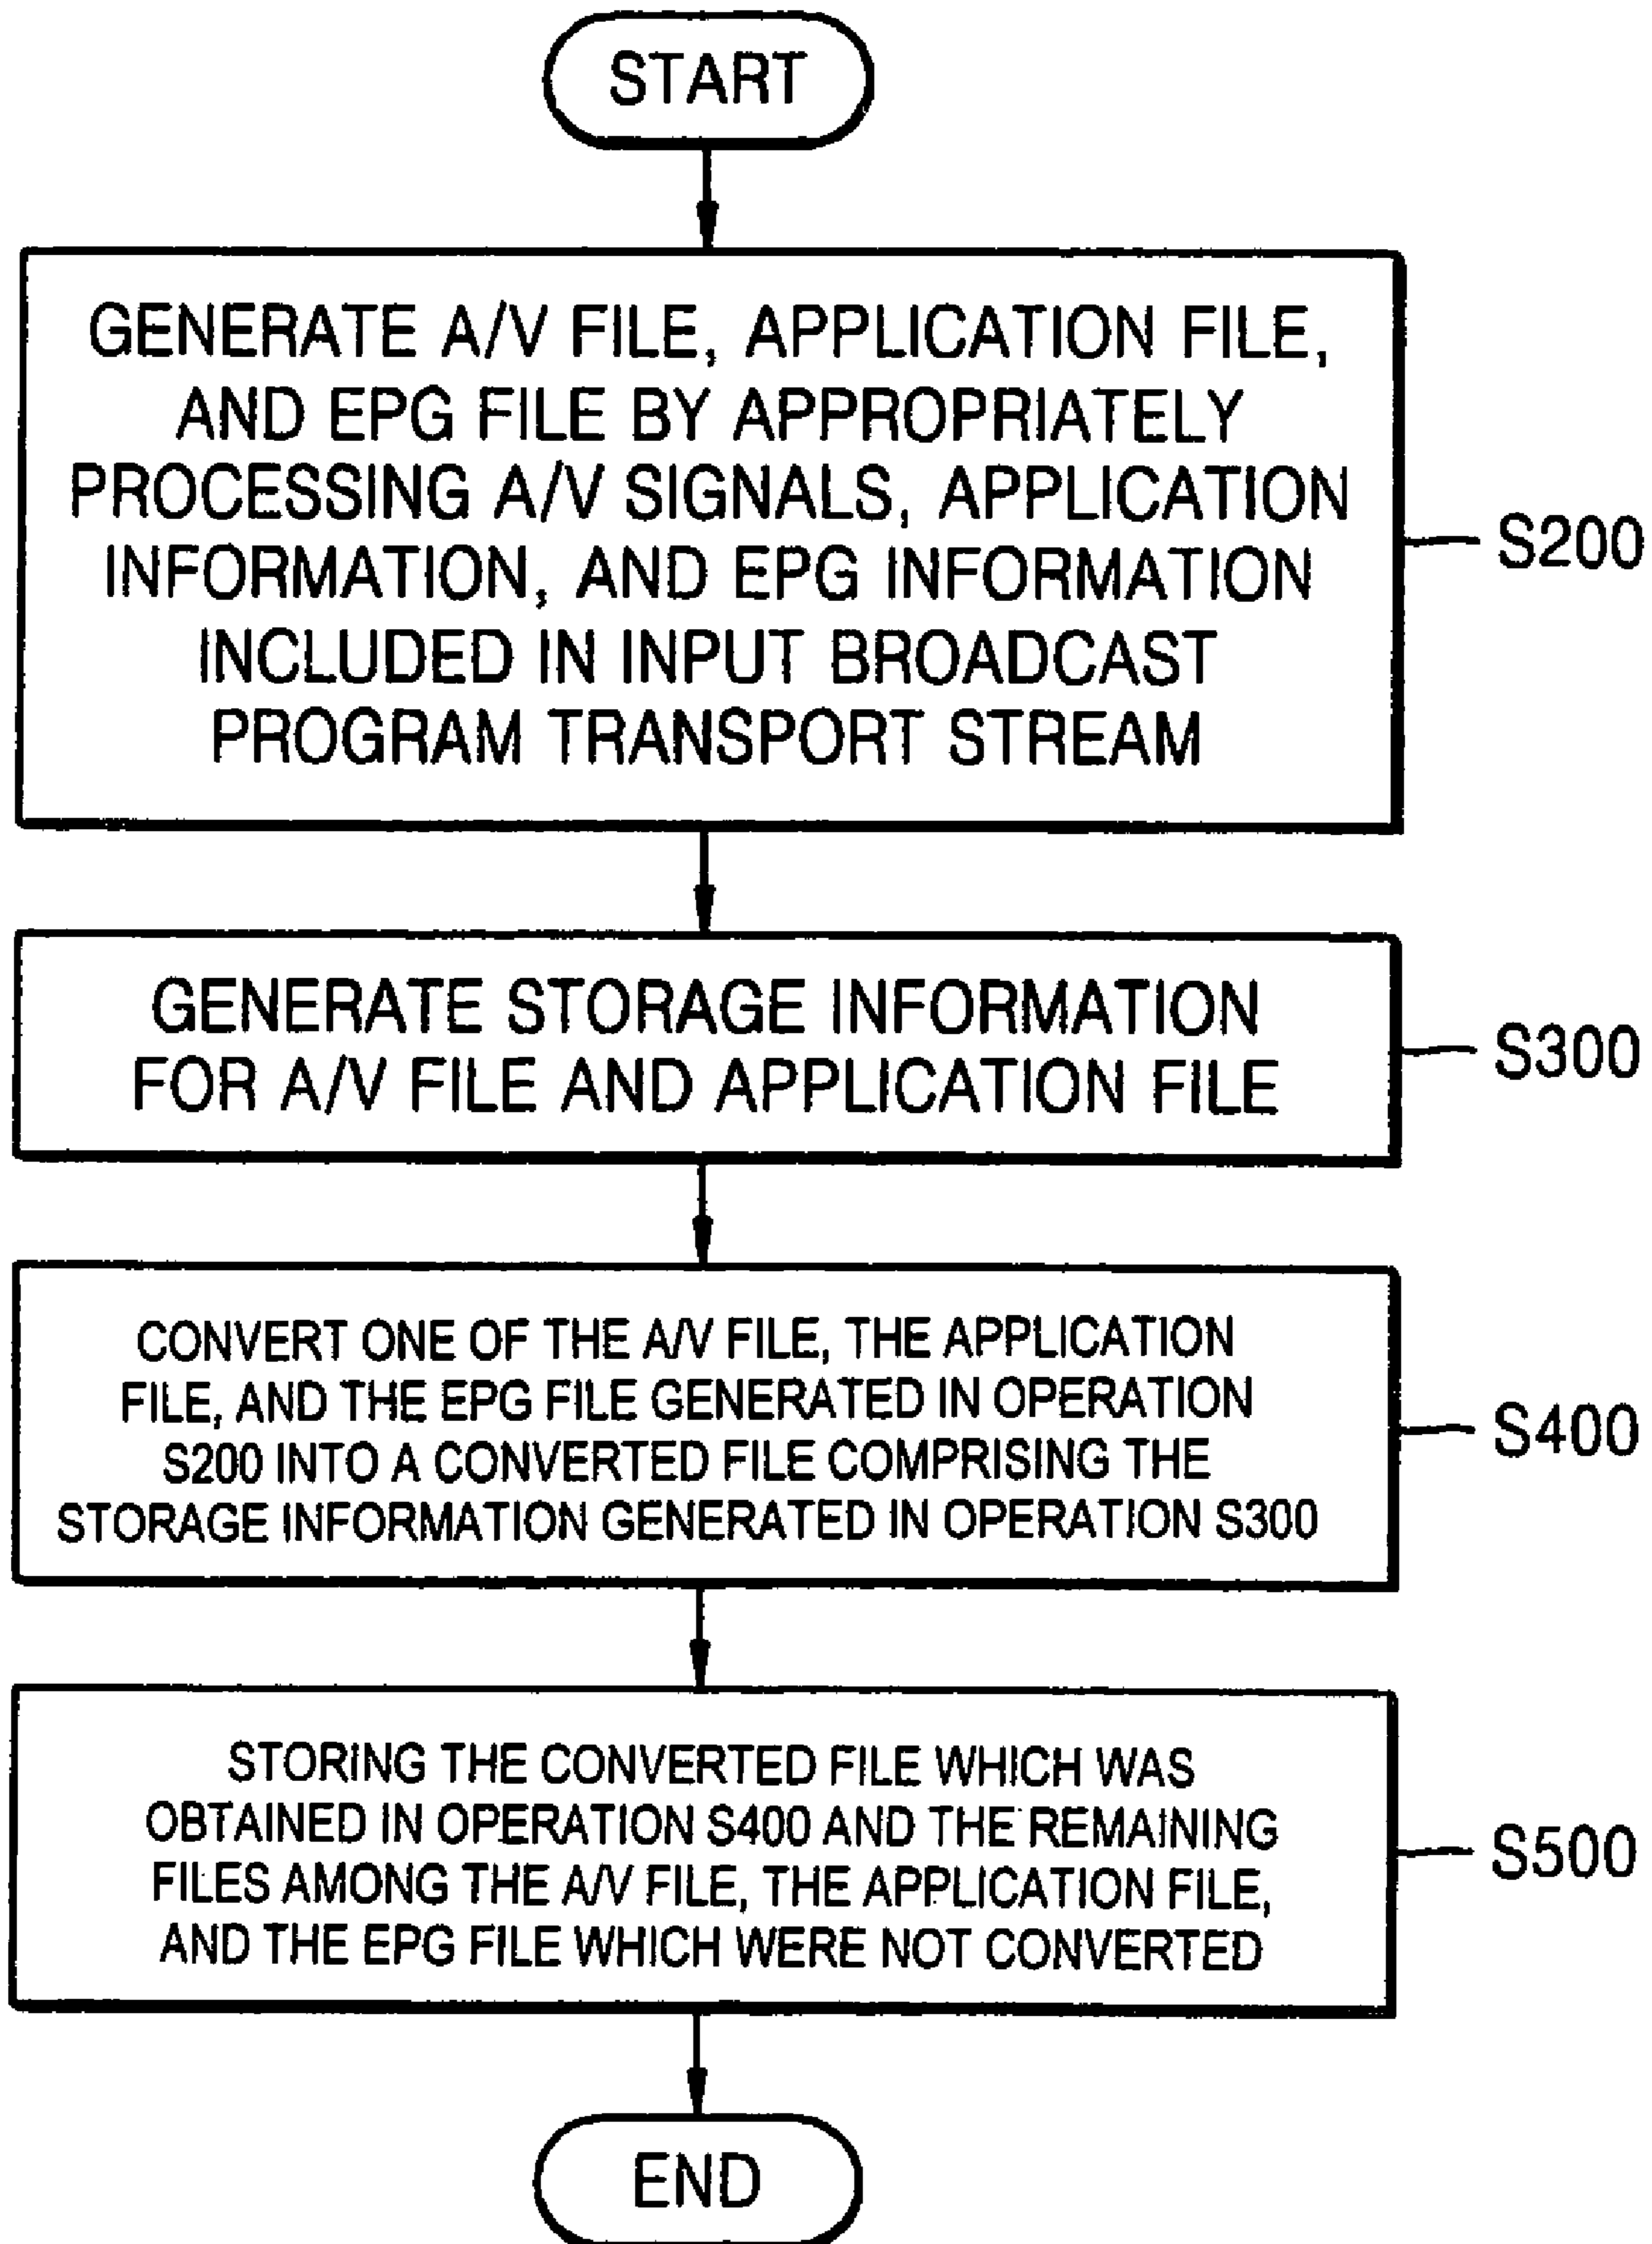 START
GENERATE A/V FILE, APPLICATION FILE,
AND EPG FILE BY APPROPRIATELY
PROCESSING A/V SIGNALS, APPLICATION
INFORMATION, AND EPG INFORMATION
INCLUDED IN INPUT BROADCAST
PROGRAM TRANSPORT STREAM
S200
GENERATE STORAGE INFORMATION
FOR A/V FILE AND APPLICATION FILE
S300
CONVERT ONE OF THE A/V FILE, THE APPLICATION
FILE, AND THE EPG FILE GENERATED IN OPERATION
S200 INTO A CONVERTED FILE COMPRISING THE
STORAGE INFORMATION GENERATED IN OPERATION S300
S400
STORING THE CONVERTED FILE WHICH WAS
OBTAINED IN OPERATION S400 AND THE REMAINING
FILES AMONG THE A/V FILE, THE APPLICATION FILE,
AND THE EPG FILE WHICH WERE NOT CONVERTED
S500
END